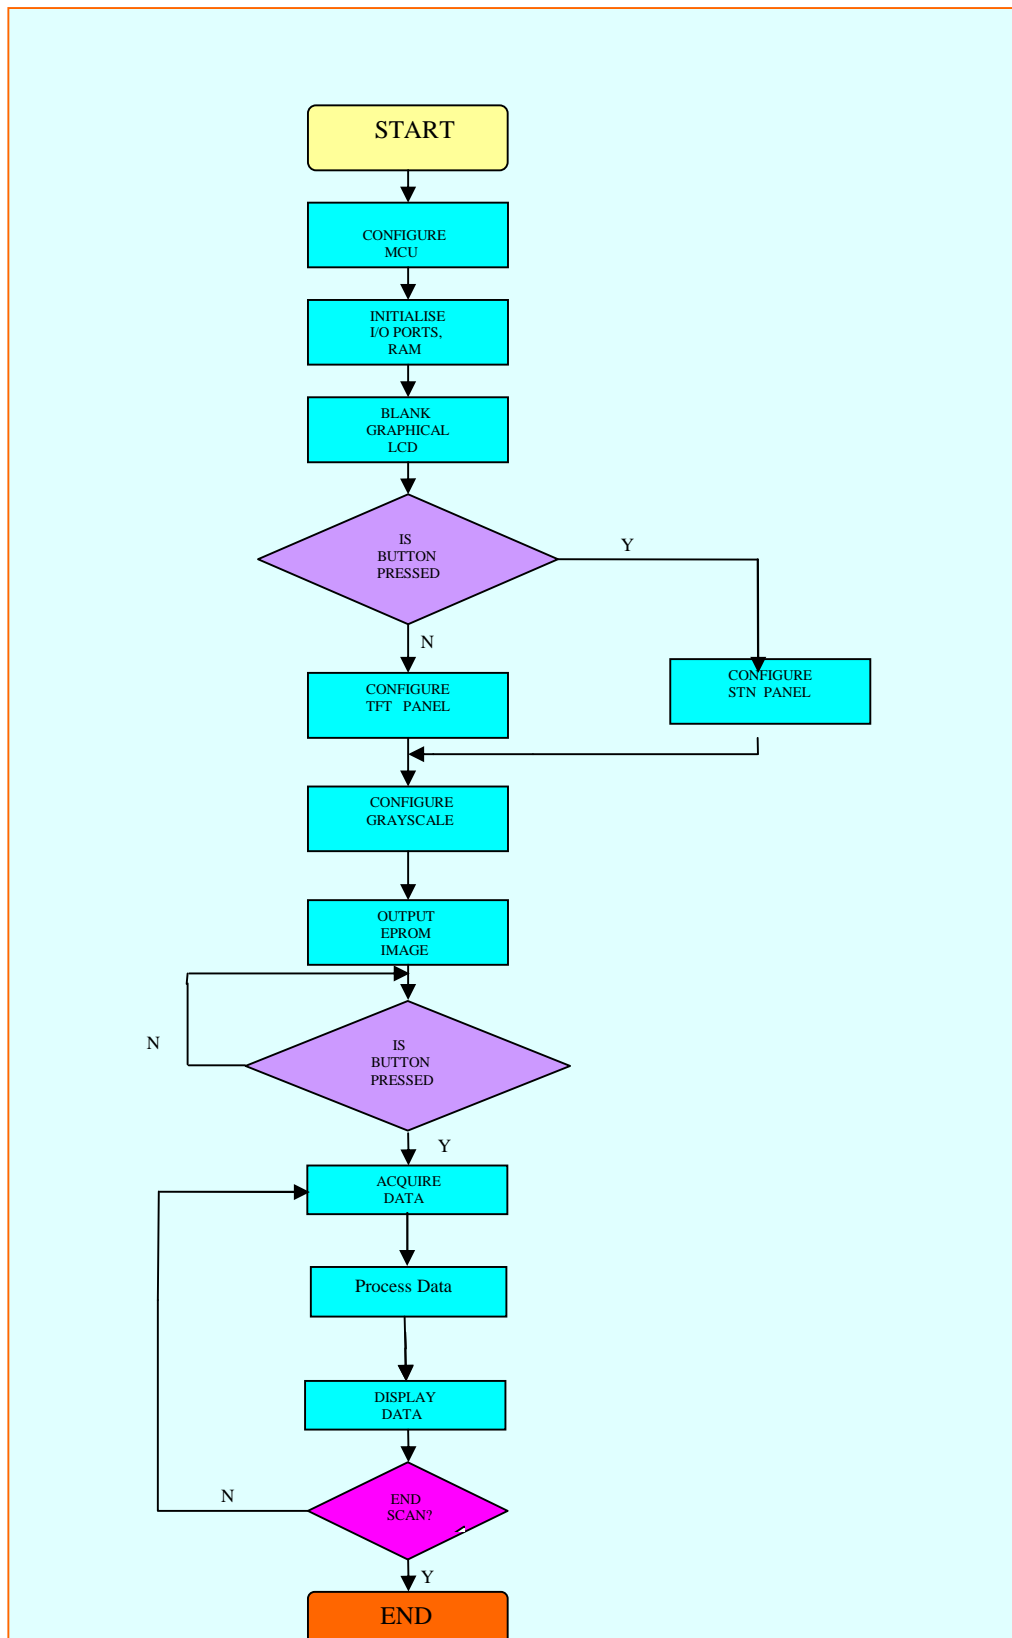 START
CONFIGURE
MCU
INITIALISE
I/O PORTS,
RAM
BLANK
GRAPHICAL
LCD
IS
BUTTON
PRESSED
Y
N
CONFIGURE
TFT PANEL
CONFIGURE
STN PANEL
CONFIGURE
GRAYSCALE
OUTPUT
EPROM
IMAGE
IS
BUTTON
PRESSED
N
Y
ACQUIRE
DATA
Process Data
DISPLAY
DATA
END
SCAN?
N
Y
END